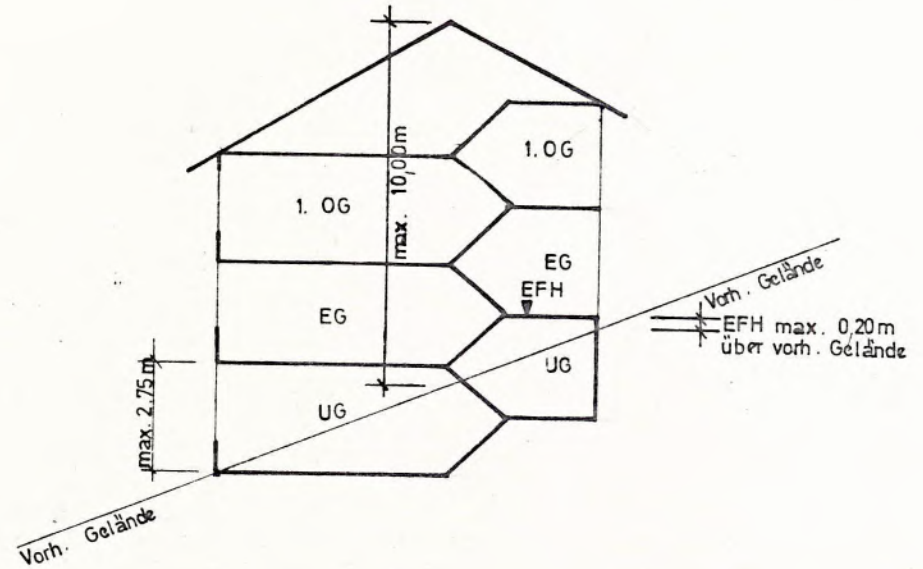 max. 10,00m
1. OG
1. OG
EG
EFH
EG
Vorh. Gelände
EFH max. 0,20m
über vorh. Gelände
max. 2.75m
UG
UG
Vorh. Gelände